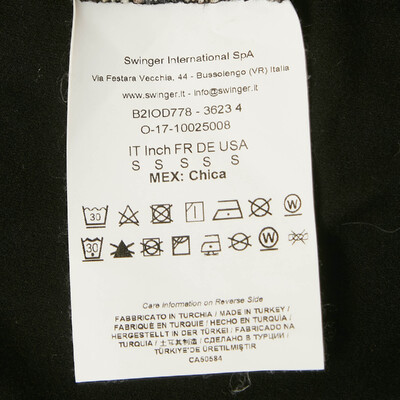 Swinger International SpA
Via Festara Vecchia, 44 - Bussolengo (VR) Italia
www.swinger.it - info@swinger.it
B2IOD778 - 3623 4
O-17-10025008
IT Inch FR DE USA
S S S S S
MEX: Chica
30 W
30 W
Care Information on Reverse Side
FABBRICATO IN TURCHIA / MADE IN TURKEY /
FABRIQUÉ EN TURQUIE / HECHO EN TURQUIA /
HERGESTELLT IN DER TÜRKEI / FABRICADO NA
TURQUIA / 土耳其制造 / СДЕЛАНО В ТУРЦИИ /
TÜRKİYE'DE ÜRETİLMİŞTİR
CA50584